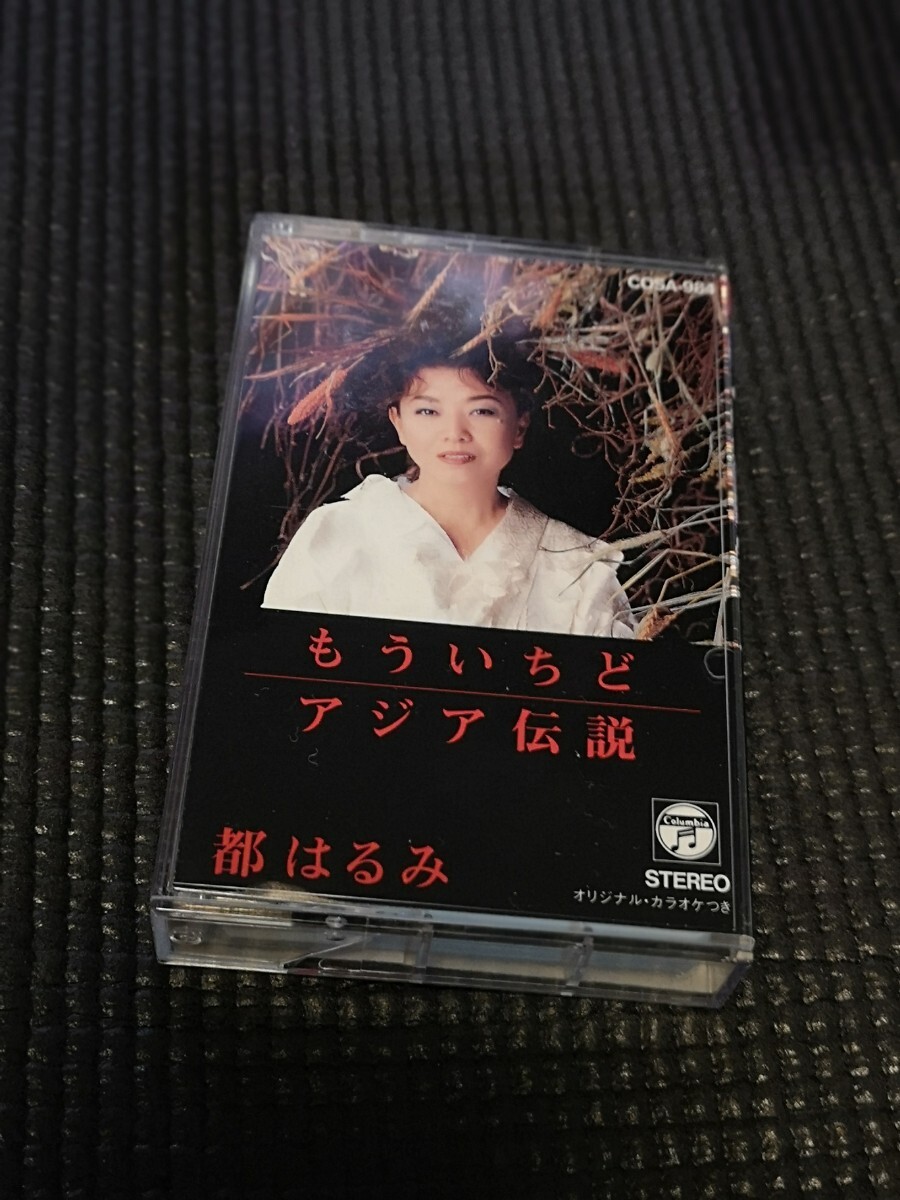 COSA-984
もういちど
アジア伝説
都はるみ
Columbia
STEREO
オリジナル・カラオケつき